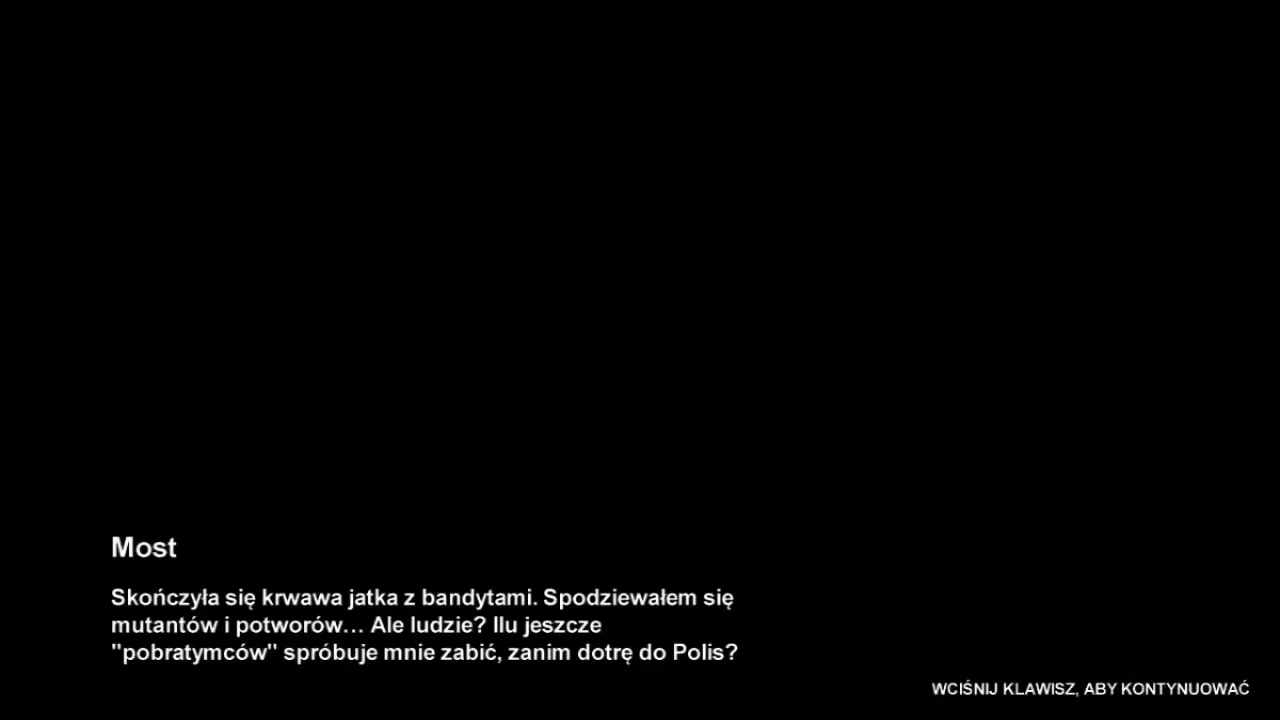 Most
Skończyła się krwawa jatka z bandytami. Spodziewałem się
mutantów i potworów… Ale ludzie? Ilu jeszcze
"pobratymców" spróbuje mnie zabić, zanim dotrę do Polis?
WCIŚNIJ KLAWISZ, ABY KONTYNUOWAĆ